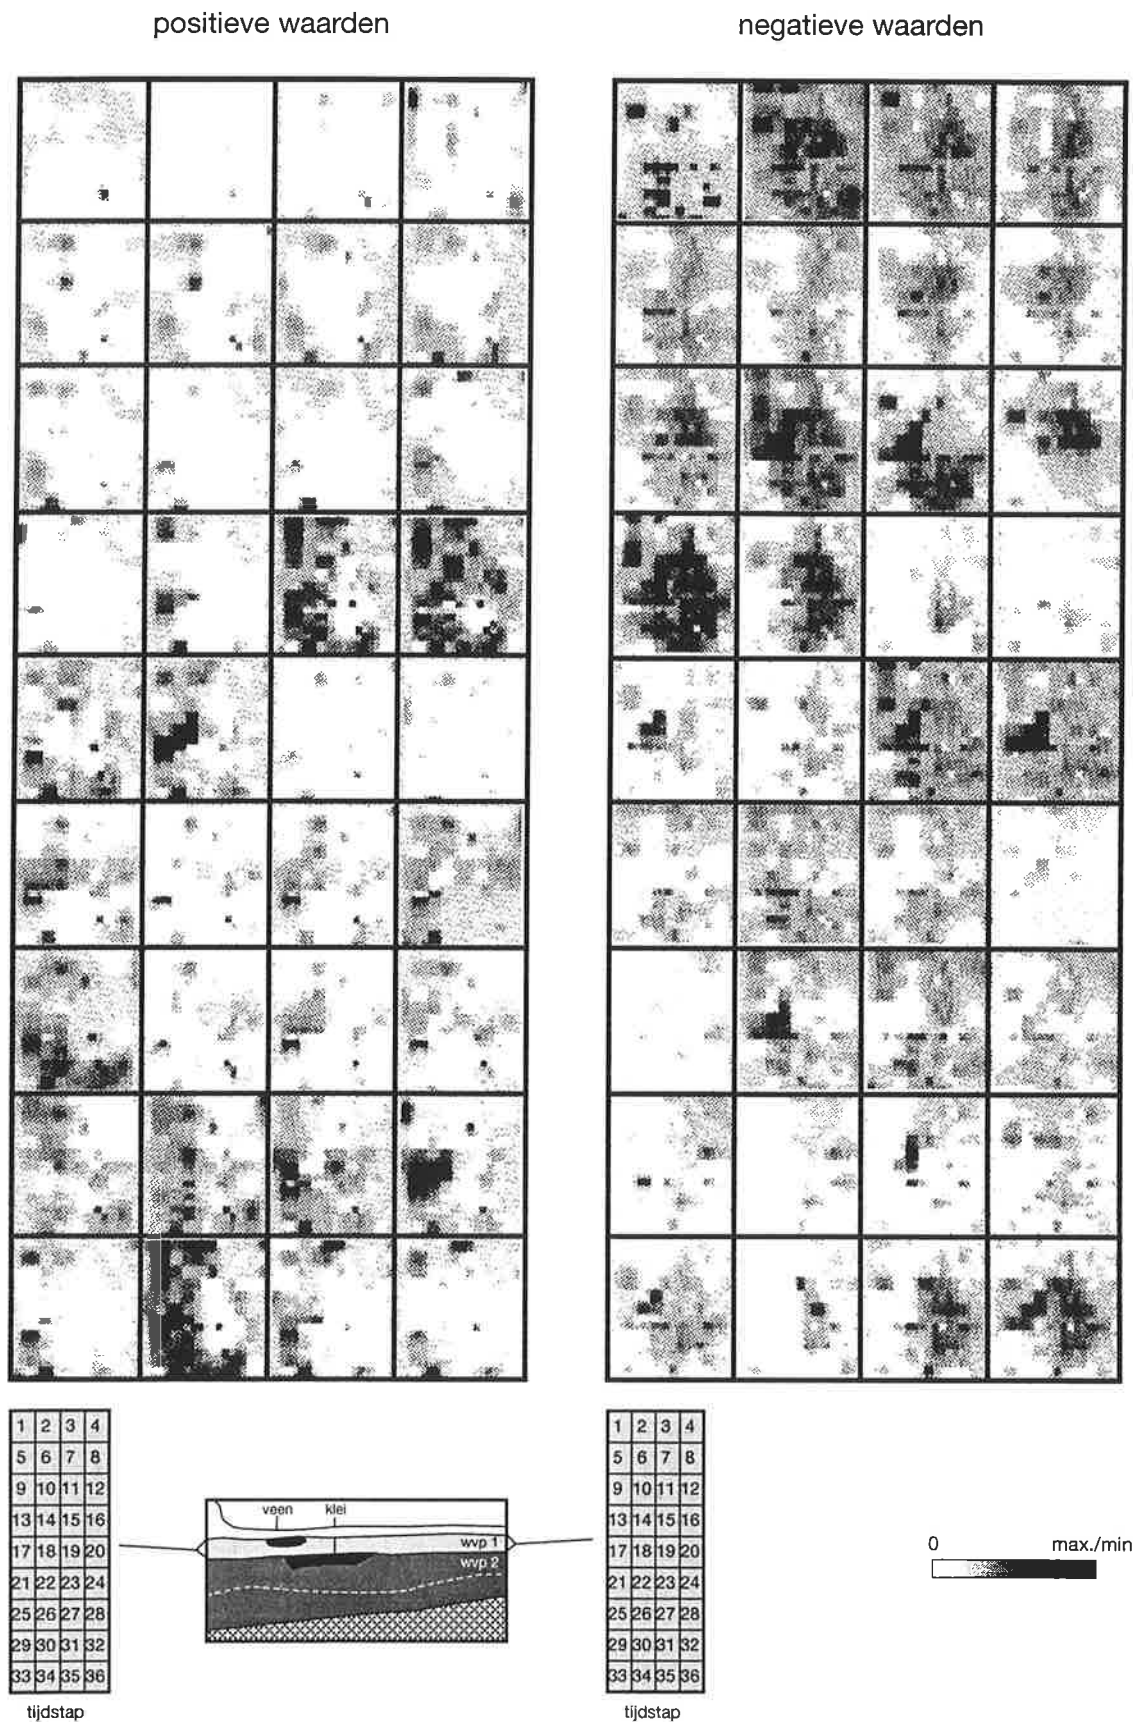 positieve waarden
negatieve waarden
1 2 3 4
5 6 7 8
9 10 11 12
13 14 15 16
17 18 19 20
21 22 23 24
25 26 27 28
29 30 31 32
33 34 35 36
tijdstap
veen klei
wvp 1
wvp 2
1 2 3 4
5 6 7 8
9 10 11 12
13 14 15 16
17 18 19 20
21 22 23 24
25 26 27 28
29 30 31 32
33 34 35 36
tijdstap
0 max./min